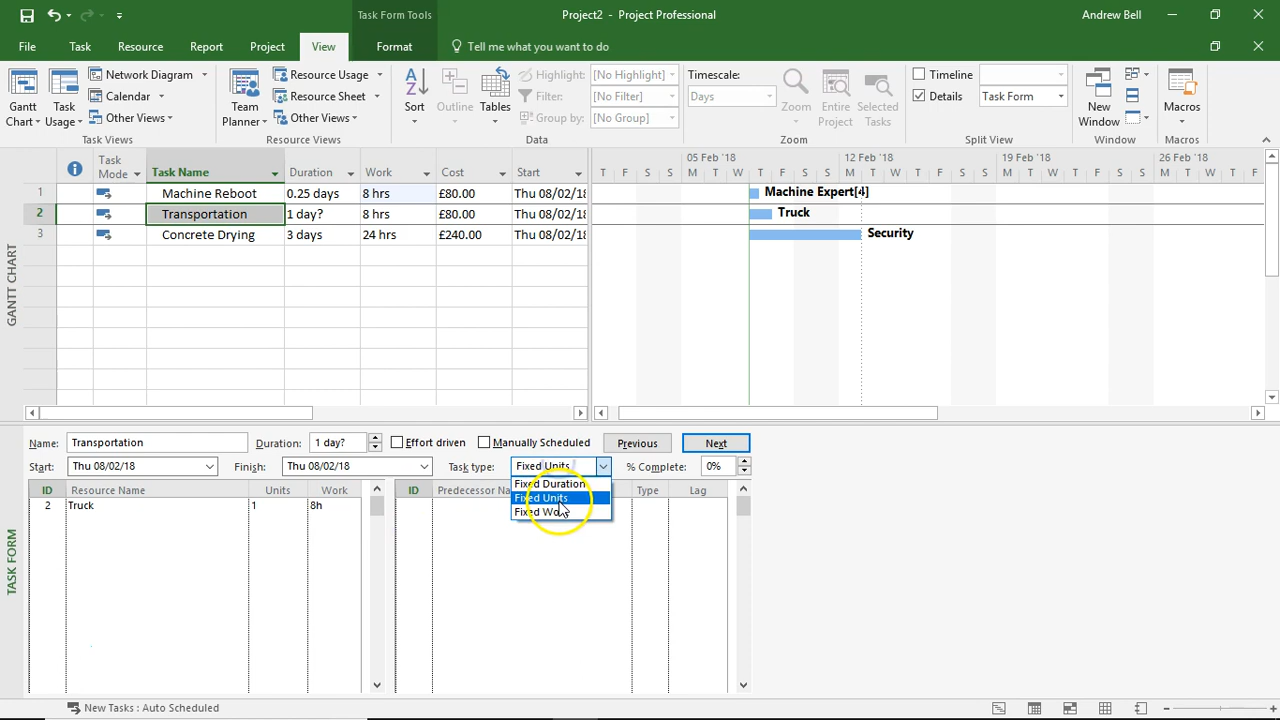 Task Form Tools
Project2 - Project Professional
Andrew Bell
File Task Resource Report Project View Format Tell me what you want to do
Gantt Chart
Task Usage
Network Diagram
Calendar
Other Views
Task Views
Team Planner
Resource Usage
Resource Sheet
Other Views
Resource Views
Sort
Outline
Tables
Highlight: [No Highlight]
Filter: [No Filter]
Group by: [No Group]
Data
Timescale:
Days
Zoom
Entire Project
Selected Tasks
Zoom
Timeline
Details Task Form
Split View
New Window
Window
Macros
Macros
GANTT CHART
Task Mode Task Name Duration Work Cost Start
1 Machine Reboot 0.25 days 8 hrs £80.00 Thu 08/02/18
2 Transportation 1 day? 8 hrs £80.00 Thu 08/02/18
3 Concrete Drying 3 days 24 hrs £240.00 Thu 08/02/18
05 Feb '18 12 Feb '18 19 Feb '18 26 Feb '18
T F S S M T W T F S S M T W T F S S M T W T F S S M T W T F
Machine Expert[4]
Truck
Security
TASK FORM
Name: Transportation Duration: 1 day? Effort driven Manually Scheduled Previous Next
Start: Thu 08/02/18 Finish: Thu 08/02/18 Task type: Fixed Units % Complete: 0%
Fixed Duration
Fixed Units
Fixed Work
ID Resource Name Units Work
2 Truck 1 8h
ID Predecessor Na Type Lag
New Tasks : Auto Scheduled